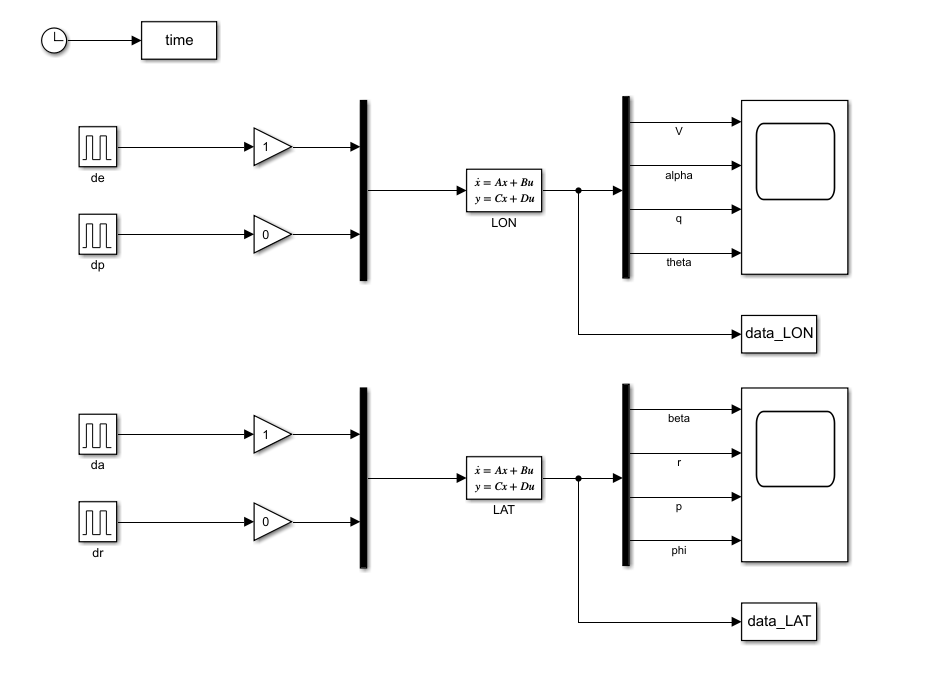 time
de
1
dp
0
ẋ = Ax + Bu
y = Cx + Du
LON
V
alpha
q
theta
data_LON
da
1
dr
0
ẋ = Ax + Bu
y = Cx + Du
LAT
beta
r
p
phi
data_LAT